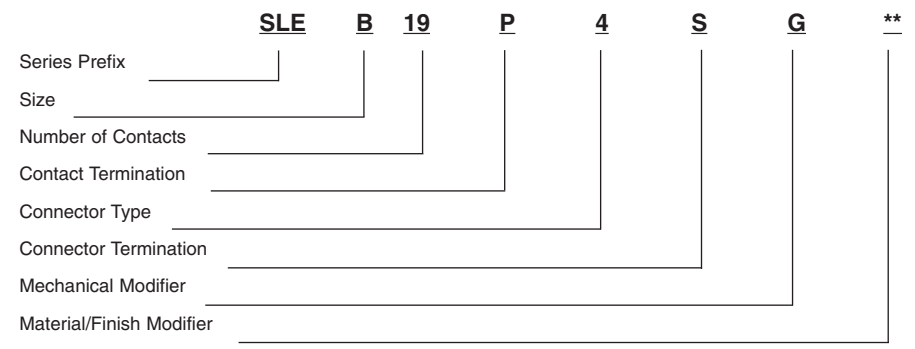 SLE B 19 P 4 S G **
Series Prefix
Size
Number of Contacts
Contact Termination
Connector Type
Connector Termination
Mechanical Modifier
Material/Finish Modifier